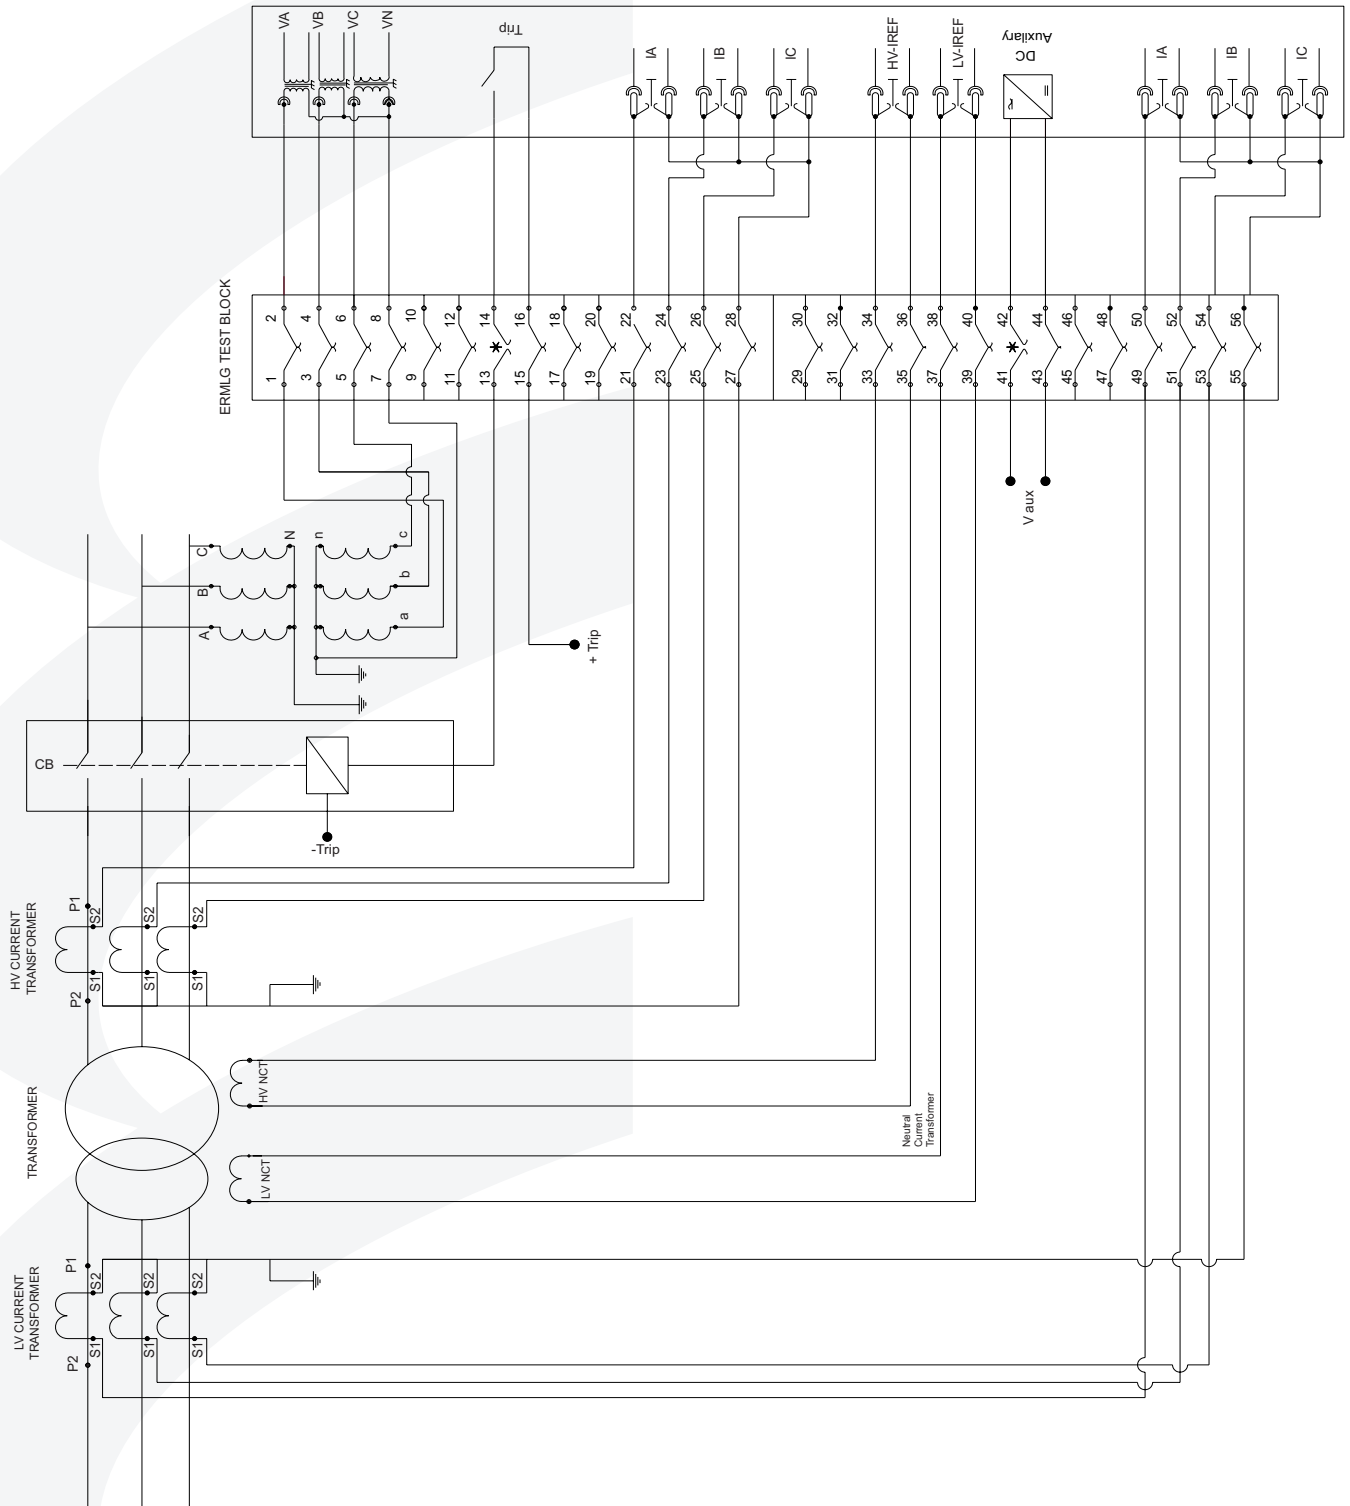 VA
VB
VC
VN
Trip
IA
IB
IC
HV-IREF
LV-IREF
DC
Auxilary
IA
IB
IC
ERMLG TEST BLOCK
2
4
6
8
10
12
14
16
18
20
22
24
26
28
30
32
34
36
38
40
42
44
46
48
50
52
54
56
*
*
1
3
5
7
9
11
13
15
17
19
21
23
25
27
29
31
33
35
37
39
41
43
45
47
49
51
53
55
V aux
C
N
n
c
B
b
A
a
+ Trip
CB
-Trip
HV CURRENT
TRANSFORMER
P1
S2
S2
S2
P2
S1
S1
S1
TRANSFORMER
HV NCT
LV NCT
Neutral
Current
Transformer
LV CURRENT
TRANSFORMER
P1
S2
S2
S2
P2
S1
S1
S1